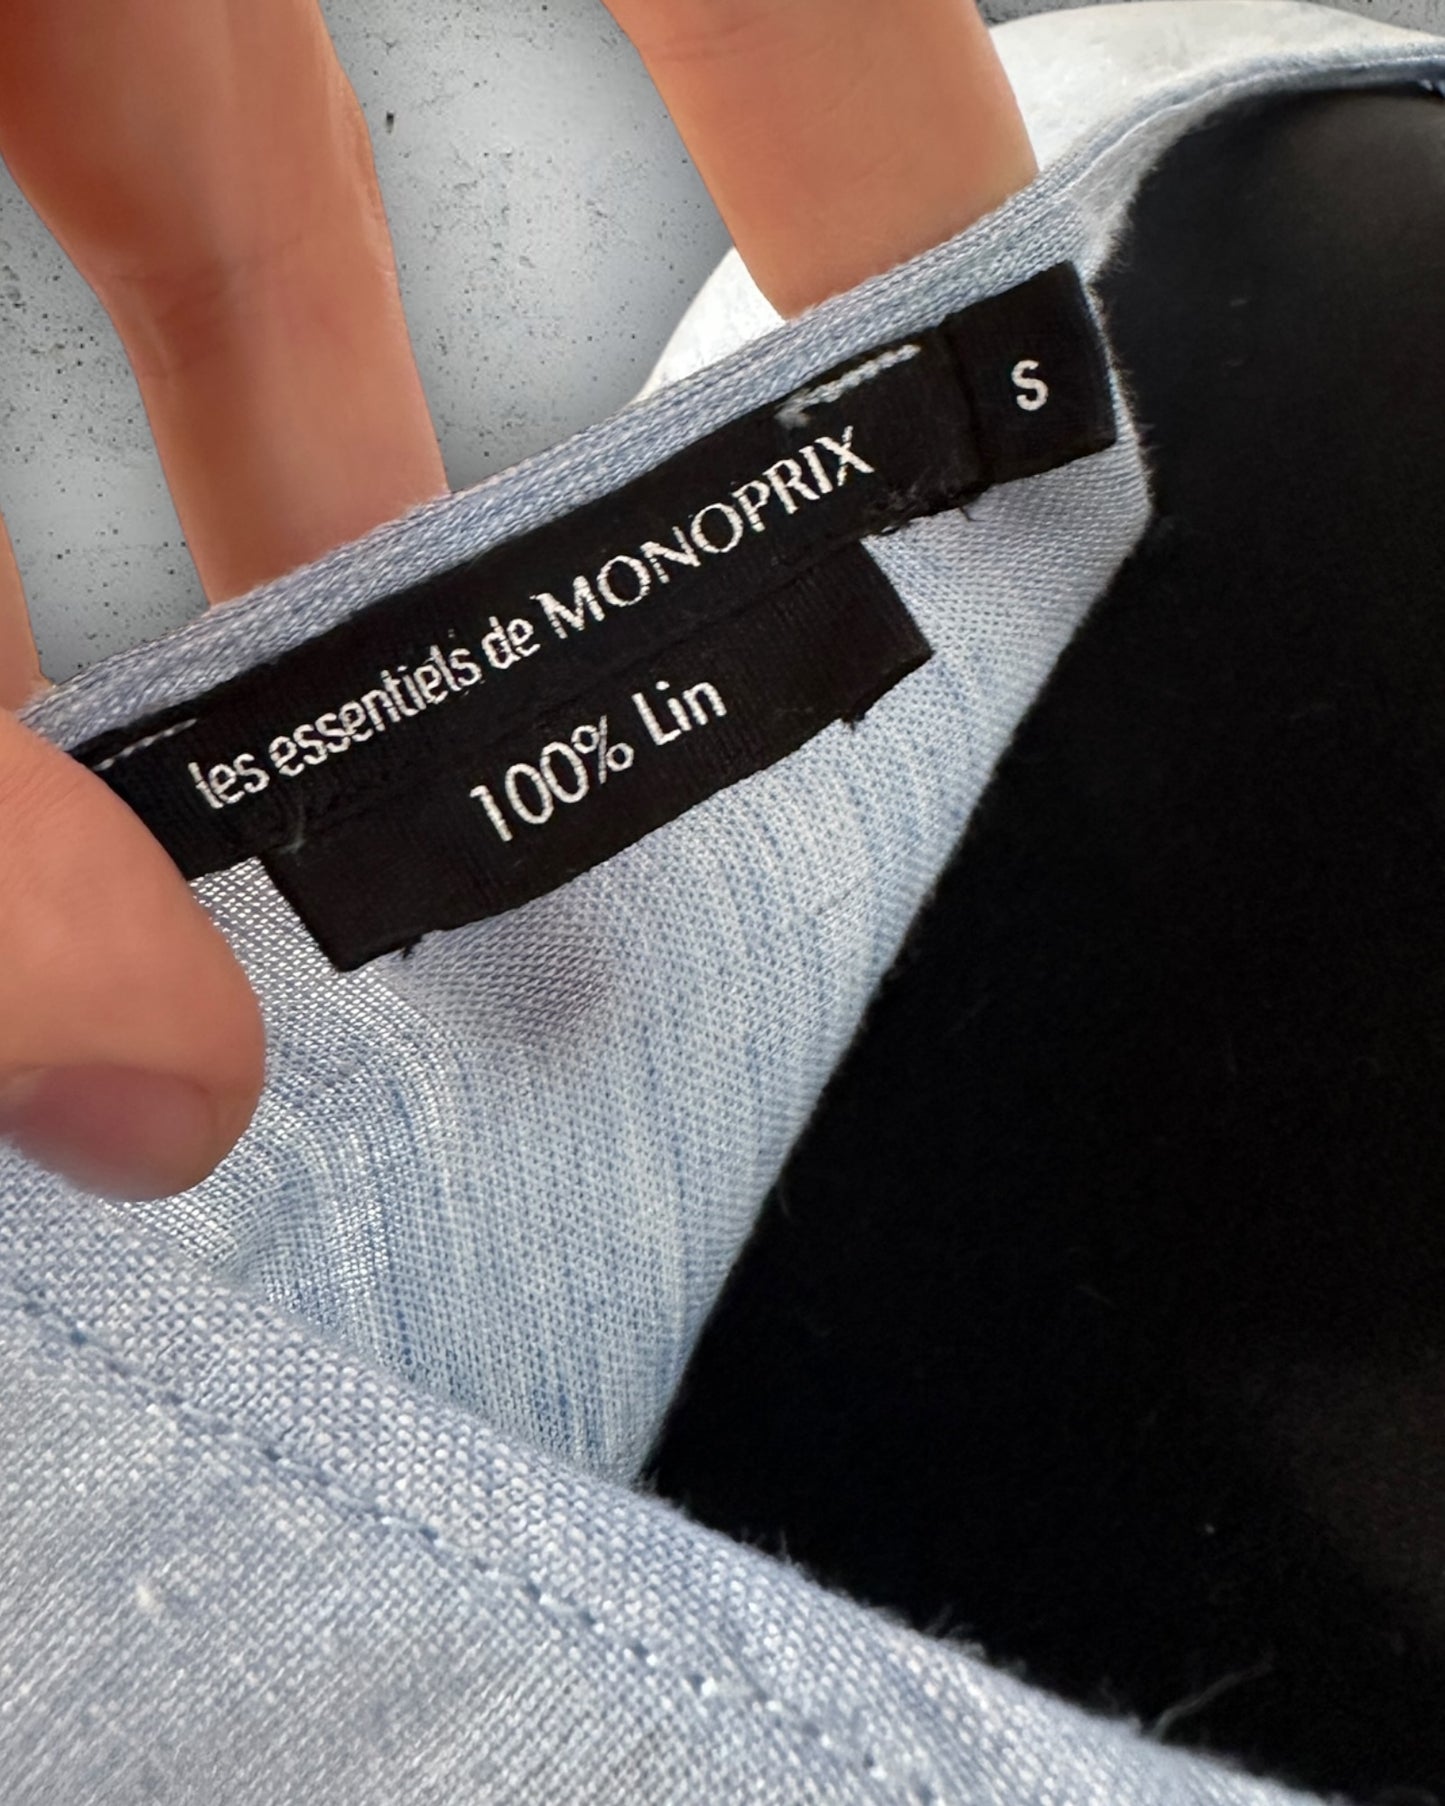 les essentiels de MONOPRIX
S
100% Lin